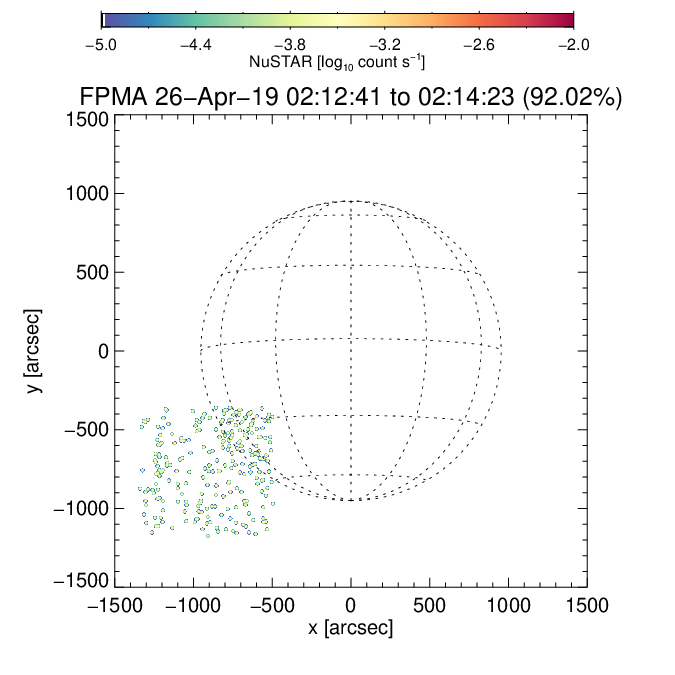 −5.0 −4.4 −3.8 −3.2 −2.6 −2.0
NuSTAR [log₁₀ count s⁻¹]
FPMA 26−Apr−19 02:12:41 to 02:14:23 (92.02%)
1500
1000
500
0
−500
−1000
−1500
y [arcsec]
−1500 −1000 −500 0 500 1000 1500
x [arcsec]